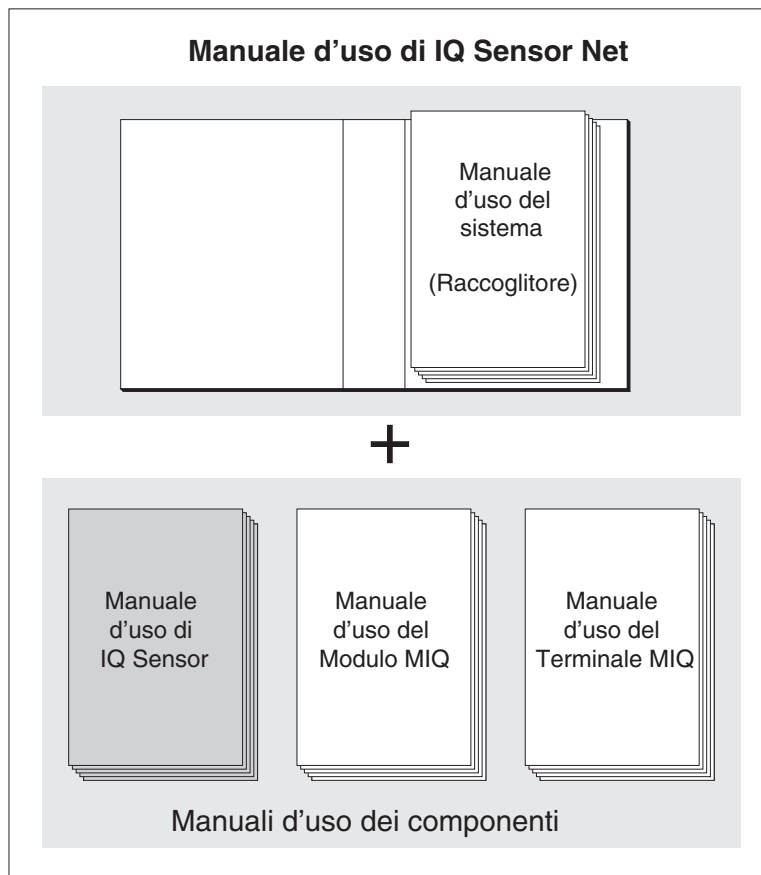 Manuale d'uso di IQ Sensor Net
Manuale
d'uso del
sistema
(Raccoglitore)
+
Manuale
d'uso di
IQ Sensor
Manuale
d'uso del
Modulo MIQ
Manuale
d'uso del
Terminale MIQ
Manuali d'uso dei componenti